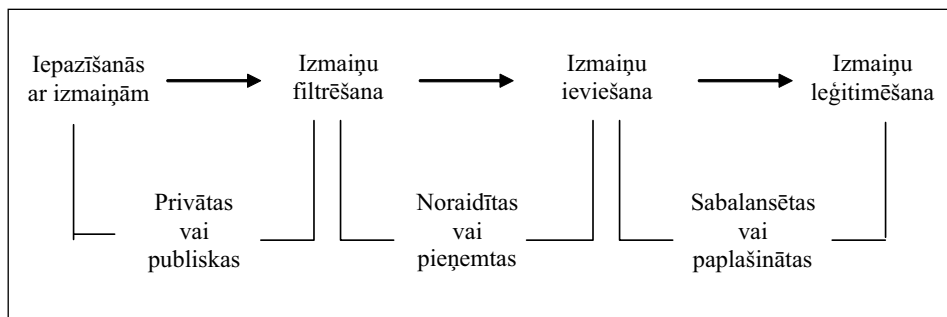 Iepazīšanās
ar izmaiņām
Izmaiņu
filtrēšana
Izmaiņu
ieviešana
Izmaiņu
leģitimēšana
Privātas
vai
publiskas
Noraidītas
vai
pieņemtas
Sabalansētas
vai
paplašinātas